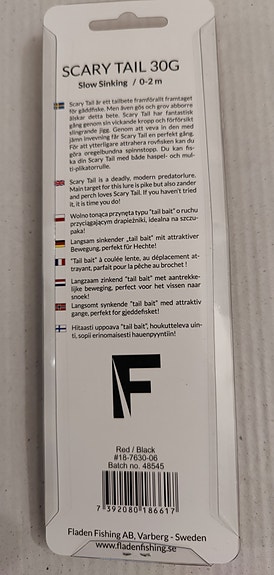 SCARY TAIL 30G
Slow Sinking / 0-2 m
Scary Tail är ett tailbete framförallt framtaget
för gäddfiske. Men även gös och grov abborre
älskar detta bete. Scary Tail har fantastisk
gång genom sin vickande kropp och förföriskt
slingrande jigg. Genom att veva in den med
jämn invevning får Scary Tail en perfekt gång.
För att ytterligare attrahera rovfisken kan du
göra oregelbundna spinnstopp. Du kan fis-
ka din Scary Tail med både haspel- och mul-
ti-plikatorrulle.
Scary Tail is a deadly, modern predatorizer.
Main target for this lure is pike but also zander
and perch loves Scary Tail. If you haven't tried
it, it is time you do!
Wolno tonąca przynęta typu "tail bait" o ruchu
przyciągającym drapieżniki, idealna na szczu-
paka!
Langsam sinkender „tail bait" mit attraktiver
Bewegung, perfekt für Hechte!
"Tail bait" à coulée lente, au déplacement at-
trayant, parfait pour la pêche au brochet !
Langzaam zinkend "tail bait" met aantrekke-
lijke beweging, perfect voor het vissen naar
snoek!
Langsomt synkende "tail bait" med attraktiv
gange, perfekt for gjeddefisket!
Hitaasti uppoava "tail bait", houkutteleva uin-
ti, sopii erinomaisesti hauenpyyntiin!
F
Red / Black
#18-7630-06
Batch no. 48545
7 392080 186617
Fladen Fishing AB, Varberg - Sweden
www.fladenfishing.se